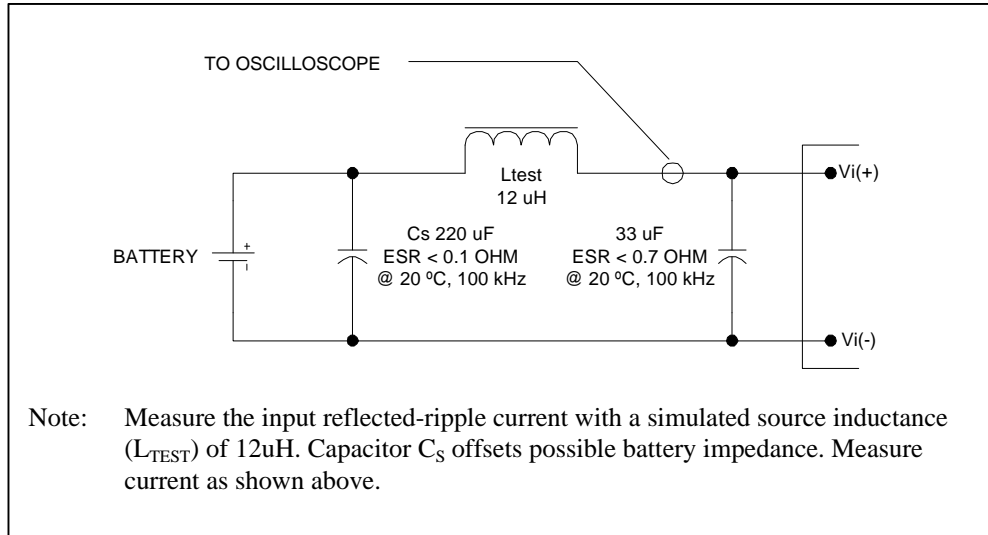 TO OSCILLOSCOPE
Ltest
12 uH
Vi(+)
BATTERY
+
-
Cs 220 uF
ESR < 0.1 OHM
@ 20 ºC, 100 kHz
33 uF
ESR < 0.7 OHM
@ 20 ºC, 100 kHz
Vi(-)
Note: Measure the input reflected-ripple current with a simulated source inductance
(LTEST) of 12uH. Capacitor CS offsets possible battery impedance. Measure
current as shown above.